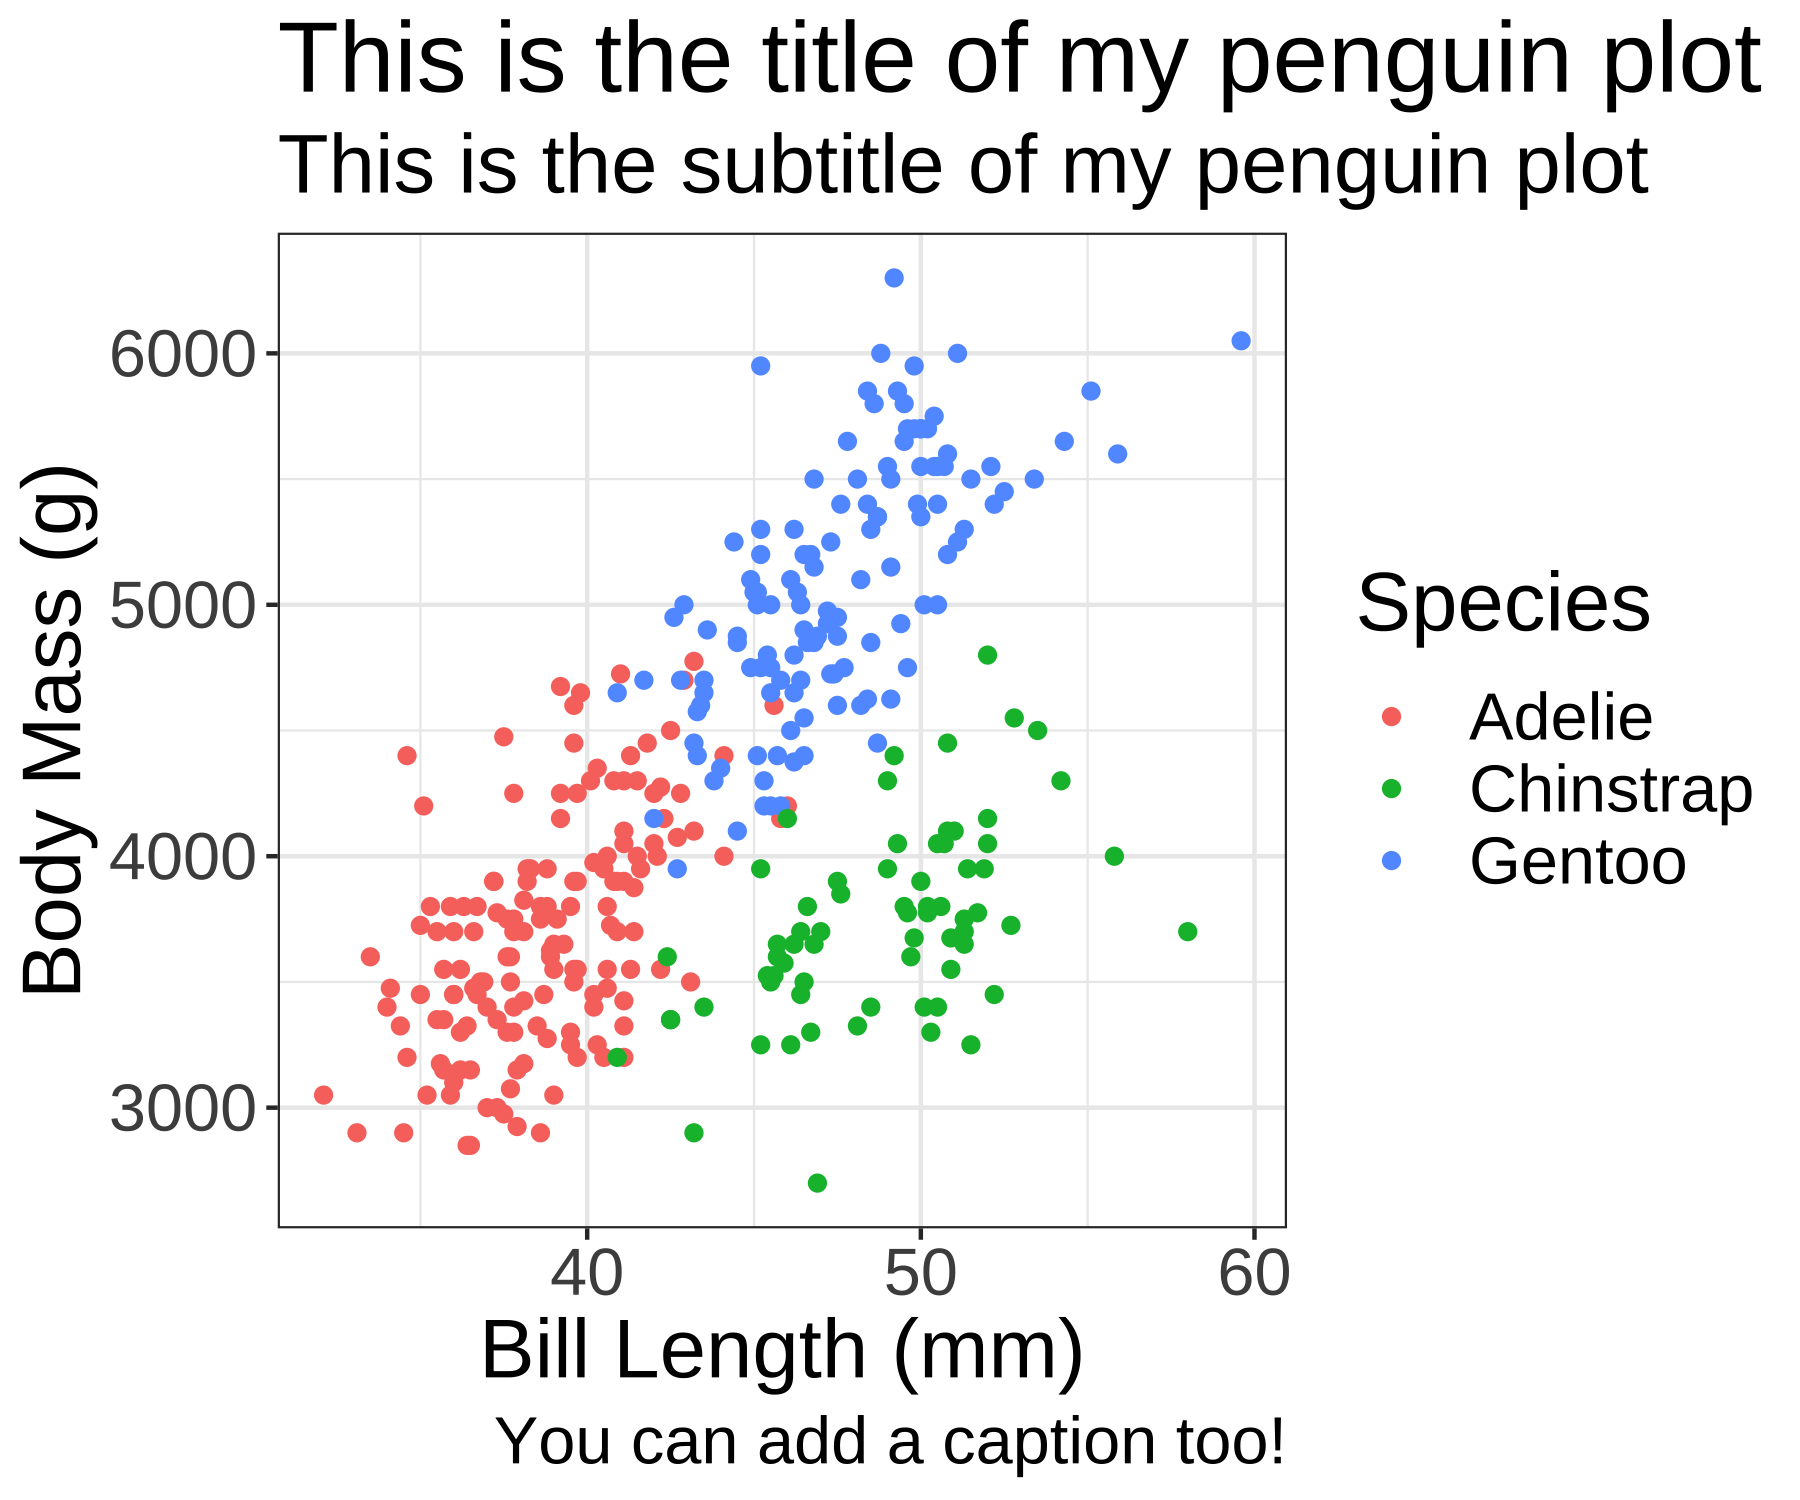 This is the title of my penguin plot
This is the subtitle of my penguin plot
Body Mass (g)
6000
5000
4000
3000
40 50 60
Bill Length (mm)
You can add a caption too!
Species
Adelie
Chinstrap
Gentoo